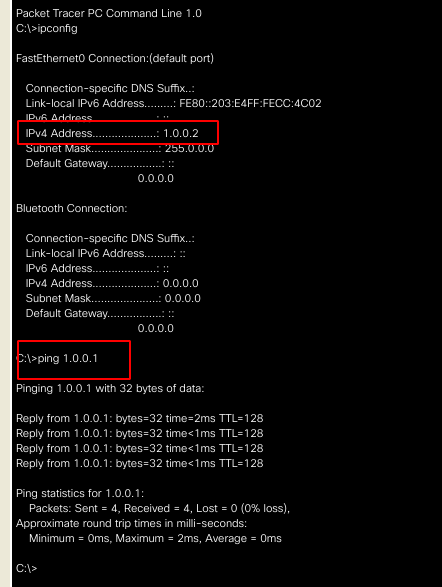 Packet Tracer PC Command Line 1.0
C:\>ipconfig
FastEthernet0 Connection:(default port)
Connection-specific DNS Suffix..:
Link-local IPv6 Address.........: FE80::203:E4FF:FECC:4C02
IPv6 Address....................: ::
IPv4 Address....................: 1.0.0.2
Subnet Mask.....................: 255.0.0.0
Default Gateway.................: ::
0.0.0.0
Bluetooth Connection:
Connection-specific DNS Suffix..:
Link-local IPv6 Address.........: ::
IPv6 Address....................: ::
IPv4 Address....................: 0.0.0.0
Subnet Mask.....................: 0.0.0.0
Default Gateway.................: ::
0.0.0.0
C:\>ping 1.0.0.1
Pinging 1.0.0.1 with 32 bytes of data:
Reply from 1.0.0.1: bytes=32 time=2ms TTL=128
Reply from 1.0.0.1: bytes=32 time<1ms TTL=128
Reply from 1.0.0.1: bytes=32 time<1ms TTL=128
Reply from 1.0.0.1: bytes=32 time<1ms TTL=128
Ping statistics for 1.0.0.1:
Packets: Sent = 4, Received = 4, Lost = 0 (0% loss),
Approximate round trip times in milli-seconds:
Minimum = 0ms, Maximum = 2ms, Average = 0ms
C:\>